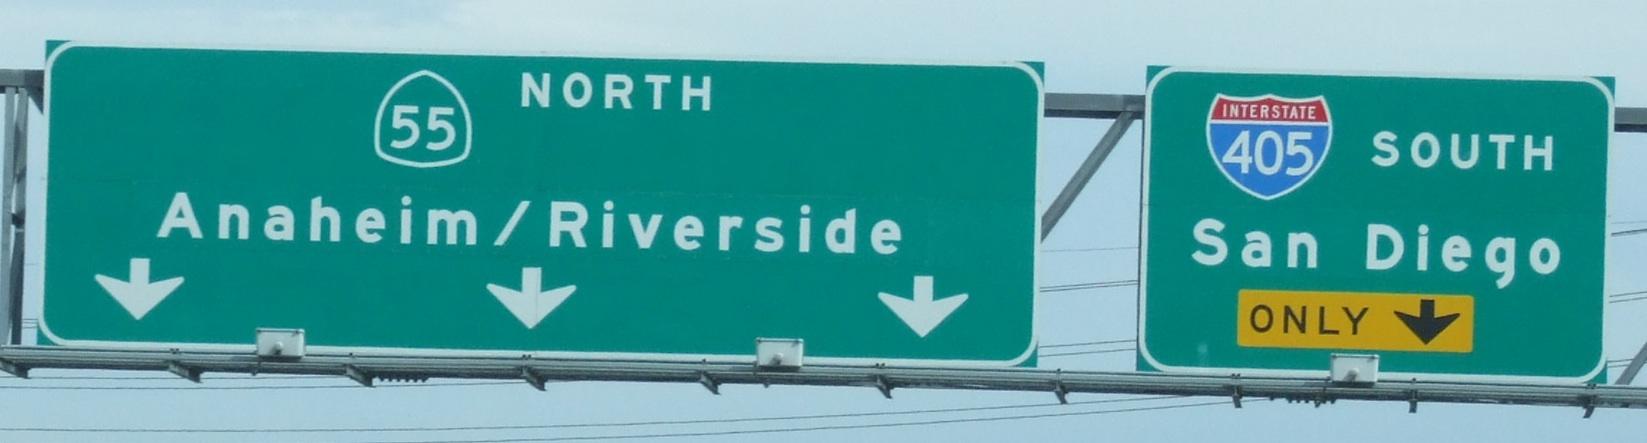 55 NORTH
Anaheim/Riverside
INTERSTATE
405 SOUTH
San Diego
ONLY